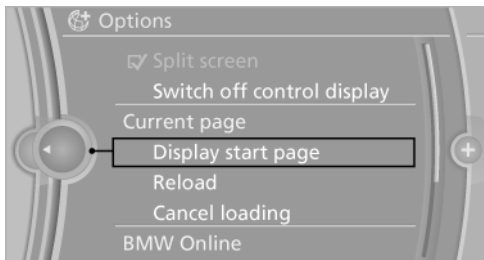 Options
Split screen
Switch off control display
Current page
Display start page
Reload
Cancel loading
BMW Online